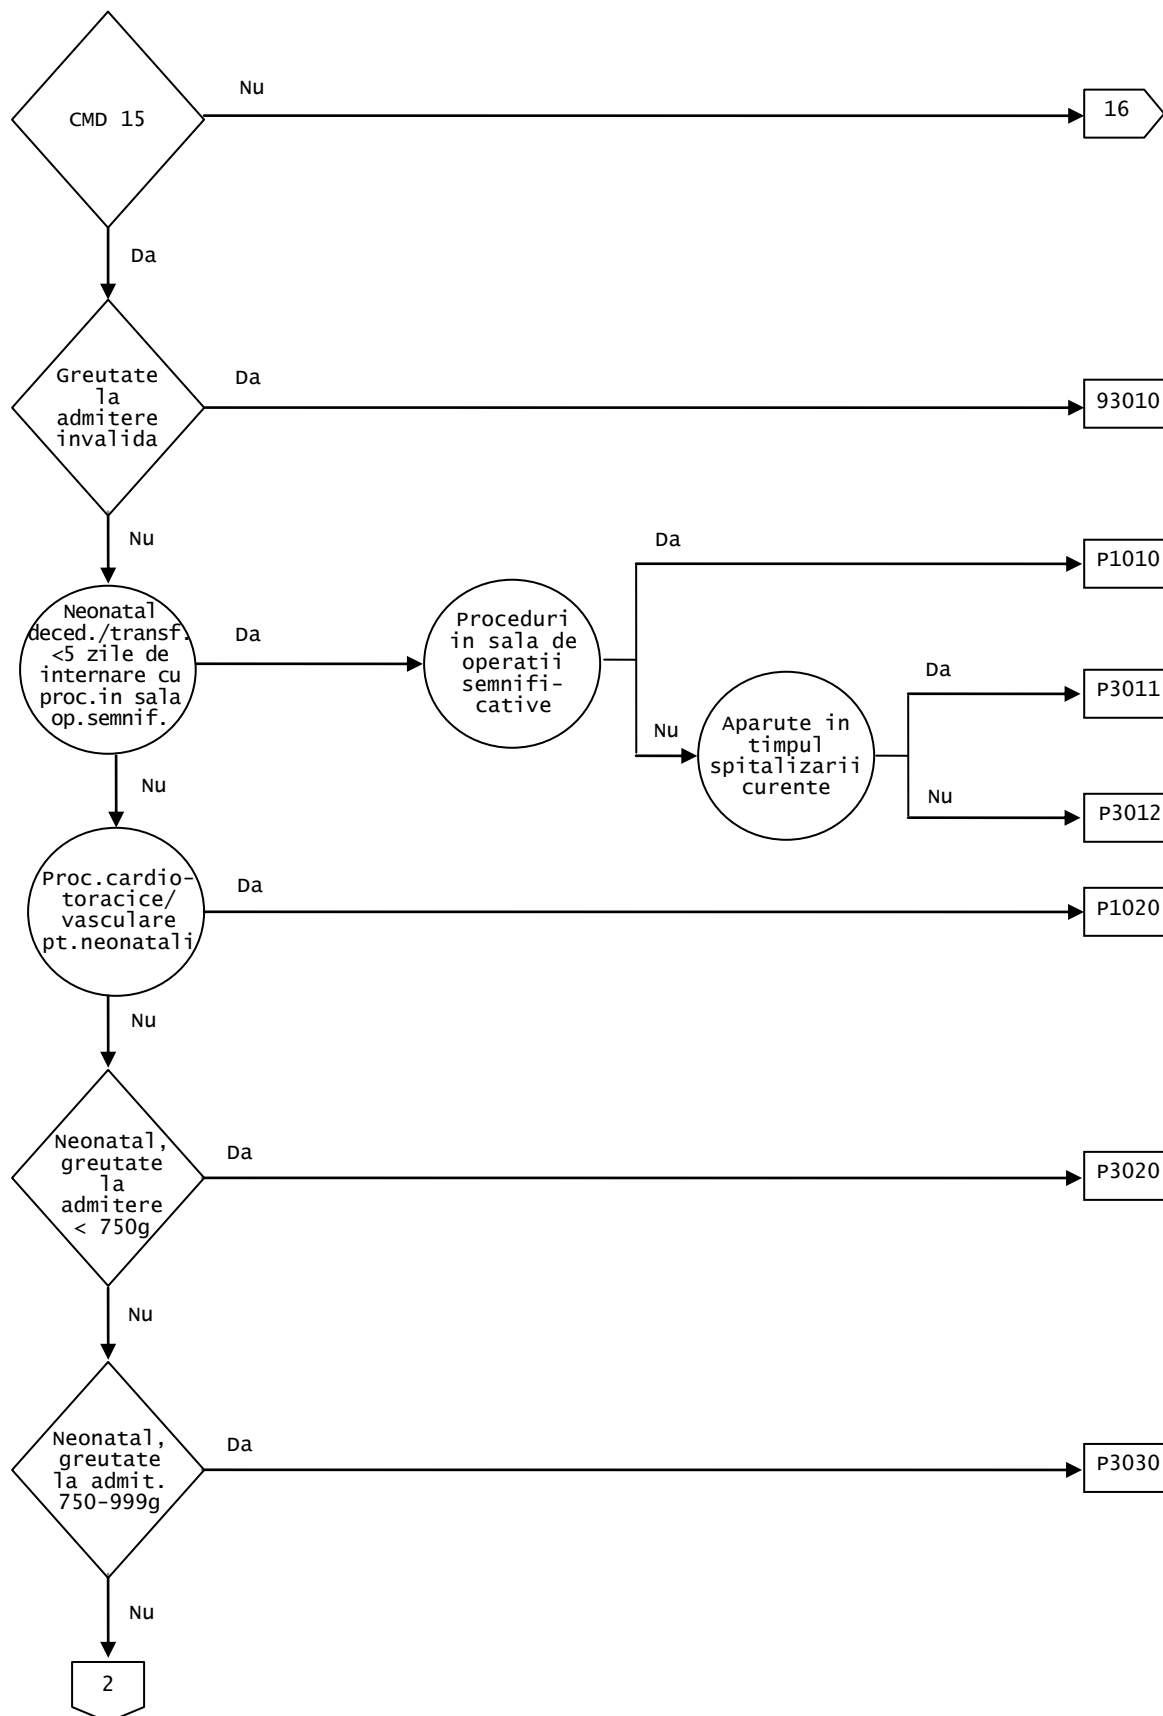 Nu
CMD 15
16
Da
Greutate
la
admitere
invalida
Da
93010
Nu
Neonatal
deced./transf.
<5 zile de
internare cu
proc.in sala
op.semnif.
Da
Proceduri
in sala de
operatii
semnifi-
cative
Da
P1010
Nu
Aparute in
timpul
spitalizarii
curente
Da
P3011
Nu
P3012
Nu
Proc.cardio-
toracice/
vasculare
pt.neonatali
Da
P1020
Nu
Neonatal,
greutate
la
admitere
< 750g
Da
P3020
Nu
Neonatal,
greutate
la admit.
750-999g
Da
P3030
Nu
2